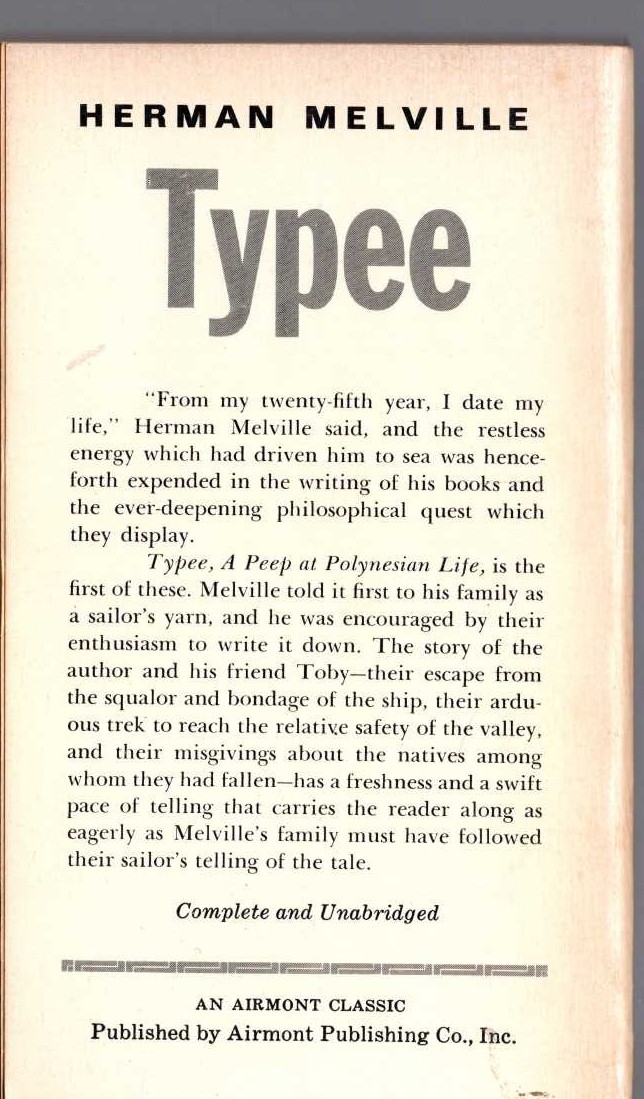 HERMAN MELVILLE
Typee
"From my twenty-fifth year, I date my
life," Herman Melville said, and the restless
energy which had driven him to sea was hence-
forth expended in the writing of his books and
the ever-deepening philosophical quest which
they display.
Typee, A Peep at Polynesian Life, is the
first of these. Melville told it first to his family as
a sailor's yarn, and he was encouraged by their
enthusiasm to write it down. The story of the
author and his friend Toby—their escape from
the squalor and bondage of the ship, their ardu-
ous trek to reach the relative safety of the valley,
and their misgivings about the natives among
whom they had fallen—has a freshness and a swift
pace of telling that carries the reader along as
eagerly as Melville's family must have followed
their sailor's telling of the tale.
Complete and Unabridged
AN AIRMONT CLASSIC
Published by Airmont Publishing Co., Inc.